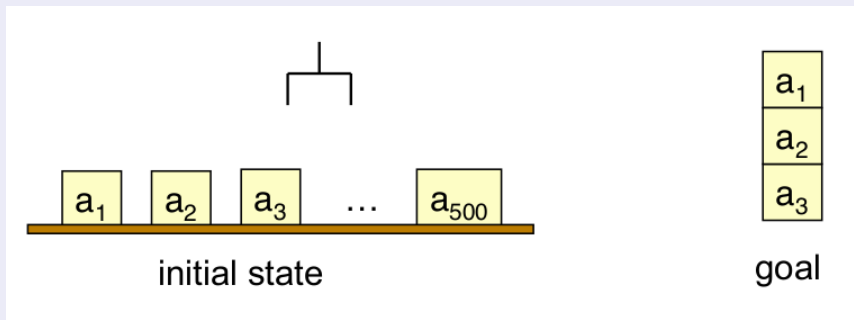 a₁
a₂
a₃
...
a₅₀₀
initial state
a₁
a₂
a₃
goal